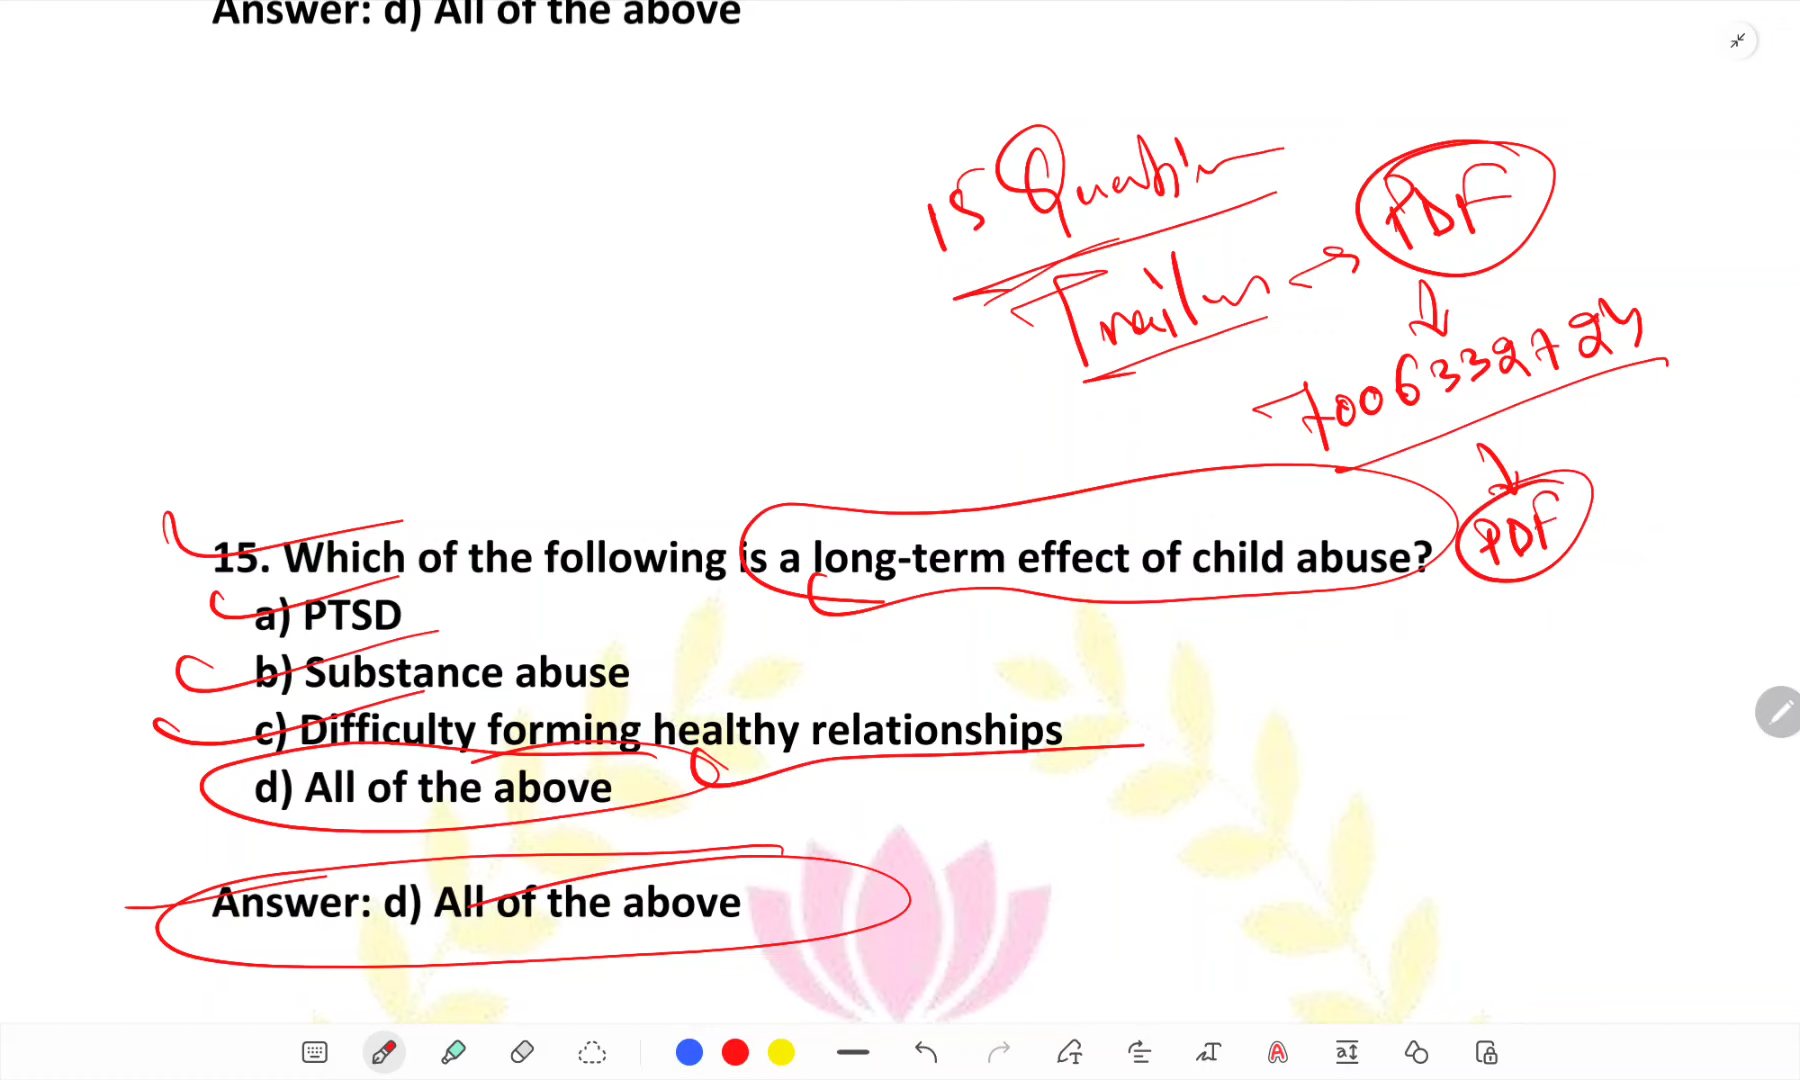 Answer: d) All of the above
15 Question
Trailer
PDF
7006332724
PDF
15. Which of the following is a long-term effect of child abuse?
a) PTSD
b) Substance abuse
c) Difficulty forming healthy relationships
d) All of the above
Answer: d) All of the above